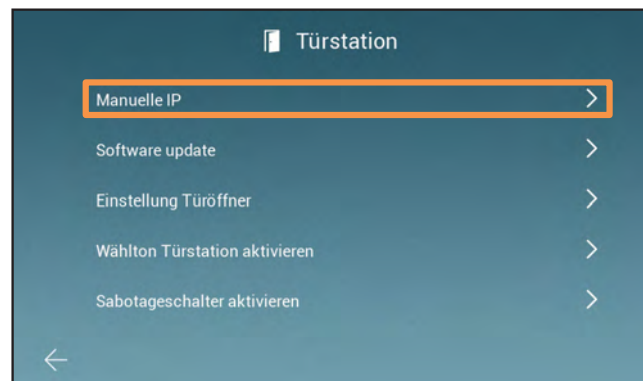 Türstation
Manuelle IP
Software update
Einstellung Türöffner
Wählton Türstation aktivieren
Sabotageschalter aktivieren